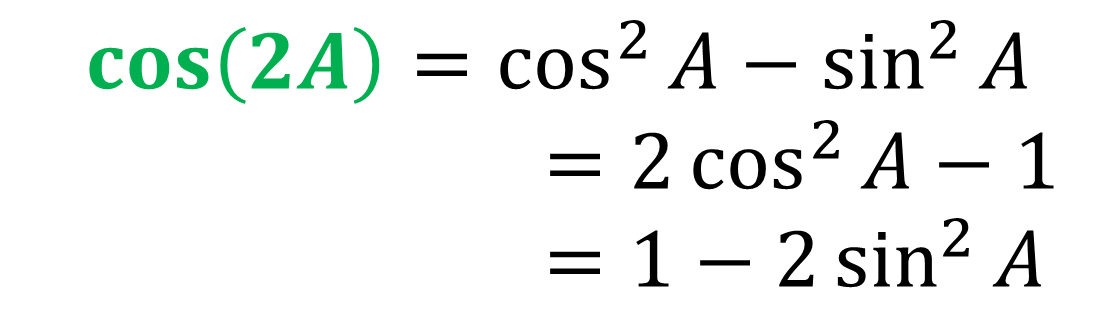 cos(2A) = cos² A − sin² A
= 2 cos² A − 1
= 1 − 2 sin² A